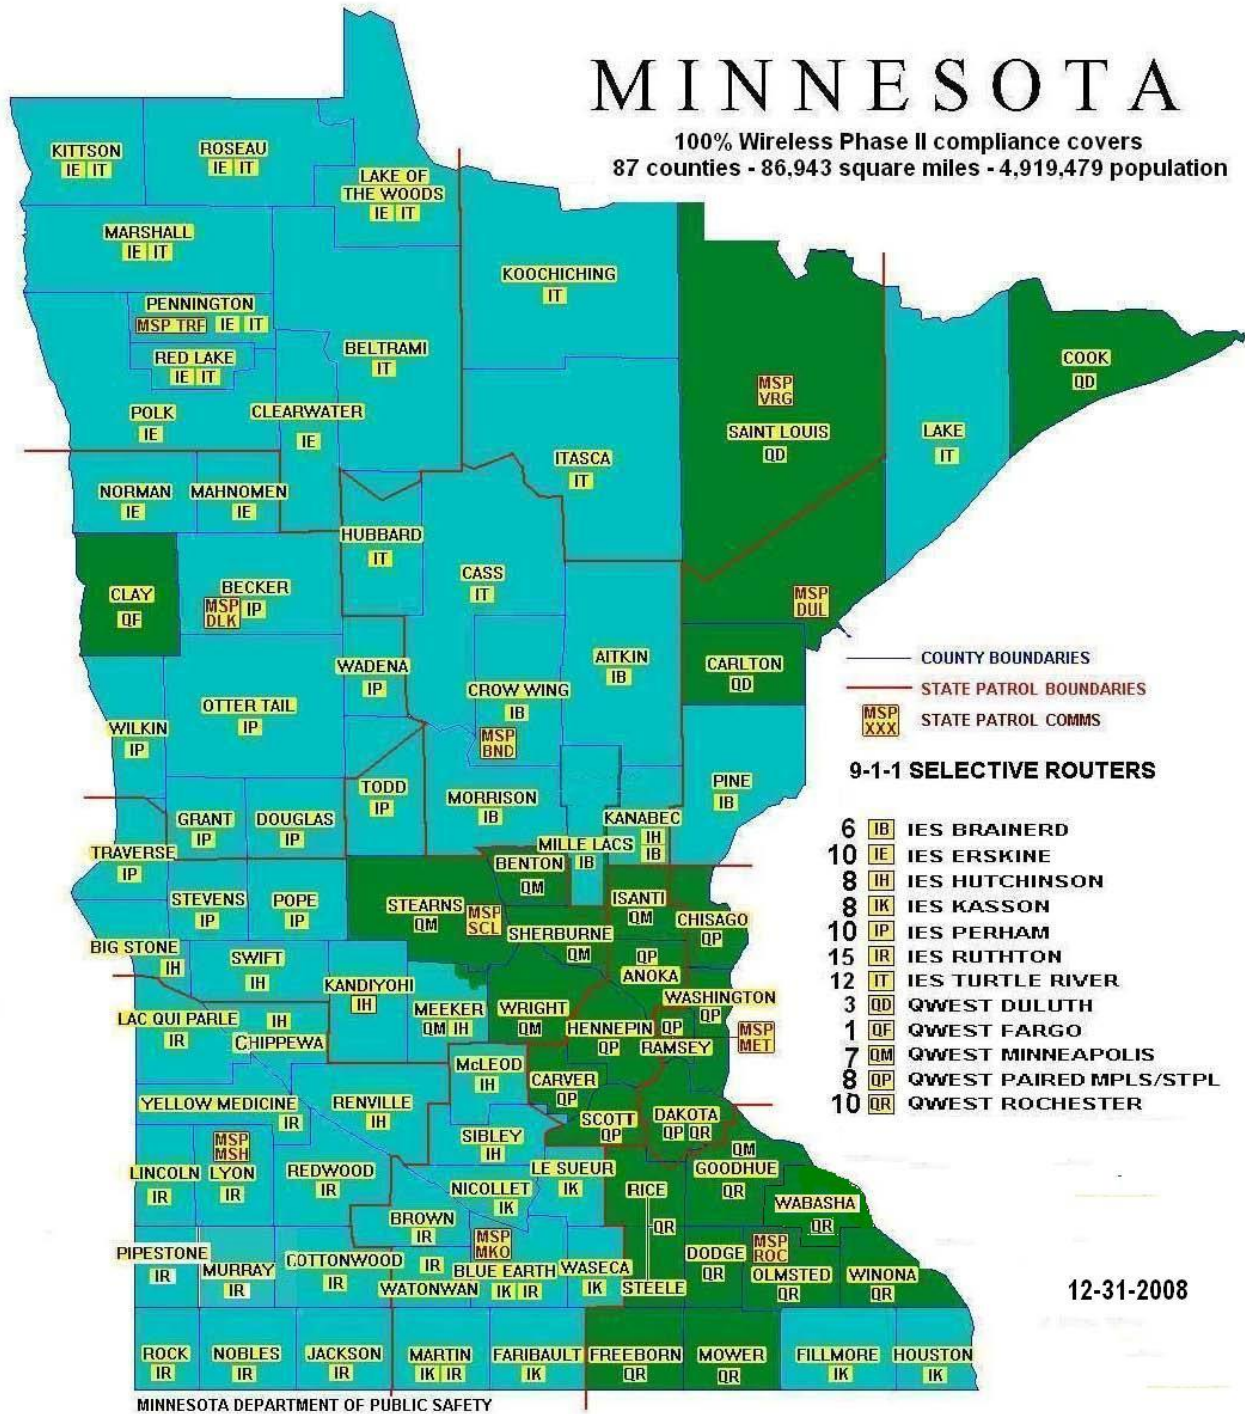 MINNESOTA
100% Wireless Phase II compliance covers
87 counties - 86,943 square miles - 4,919,479 population
KITTSON
IE IT
ROSEAU
IE IT
LAKE OF
THE WOODS
IE IT
MARSHALL
IE IT
KOOCHICHING
IT
PENNINGTON
MSP TRF IE IT
RED LAKE
IE IT
BELTRAMI
IT
COOK
QD
MSP
VRG
SAINT LOUIS
QD
POLK
IE
CLEARWATER
IE
LAKE
IT
ITASCA
IT
NORMAN
IE
MAHNOMEN
IE
HUBBARD
IT
CASS
IT
CLAY
QF
BECKER
MSP
DLK
IP
MSP
DUL
WADENA
IP
AITKIN
IB
CARLTON
QD
CROW WING
IB
MSP
BND
OTTER TAIL
IP
WILKIN
IP
COUNTY BOUNDARIES
STATE PATROL BOUNDARIES
MSP
XXX
STATE PATROL COMMS
9-1-1 SELECTIVE ROUTERS
6 IB IES BRAINERD
10 IE IES ERSKINE
8 IH IES HUTCHINSON
8 IK IES KASSON
10 IP IES PERHAM
15 IR IES RUTHTON
12 IT IES TURTLE RIVER
3 QD QWEST DULUTH
1 QF QWEST FARGO
7 QM QWEST MINNEAPOLIS
8 QP QWEST PAIRED MPLS/STPL
10 QR QWEST ROCHESTER
PINE
IB
TODD
IP
MORRISON
IB
GRANT
IP
DOUGLAS
IP
KANABEC
IH
IB
MILLE LACS
IB
TRAVERSE
IP
BENTON
QM
STEVENS
IP
POPE
IP
STEARNS
QM
MSP
SCL
ISANTI
QM
CHISAGO
QP
SHERBURNE
QM
QP
ANOKA
BIG STONE
IH
SWIFT
IH
KANDIYOHI
IH
MEEKER
QM IH
WRIGHT
QM
WASHINGTON
QP
HENNEPIN
QP
QP
RAMSEY
MSP
MET
LAC QUI PARLE
IR
IH
CHIPPEWA
McLEOD
IH
CARVER
QP
YELLOW MEDICINE
IR
RENVILLE
IH
SCOTT
QP
DAKOTA
QP QR
SIBLEY
IH
QM
GOODHUE
QR
LINCOLN
IR
MSP
MSH
LYON
IR
REDWOOD
IR
LE SUEUR
IK
NICOLLET
IK
RICE
QR
STEELE
WABASHA
QR
BROWN
IR
MSP
MKO
BLUE EARTH
IK IR
IR
WATONWAN
WASECA
IK
DODGE
QR
MSP
ROC
OLMSTED
QR
WINONA
QR
PIPESTONE
IR
MURRAY
IR
COTTONWOOD
IR
12-31-2008
ROCK
IR
NOBLES
IR
JACKSON
IR
MARTIN
IK IR
FARIBAULT
IK
FREEBORN
QR
MOWER
QR
FILLMORE
IK
HOUSTON
IK
MINNESOTA DEPARTMENT OF PUBLIC SAFETY